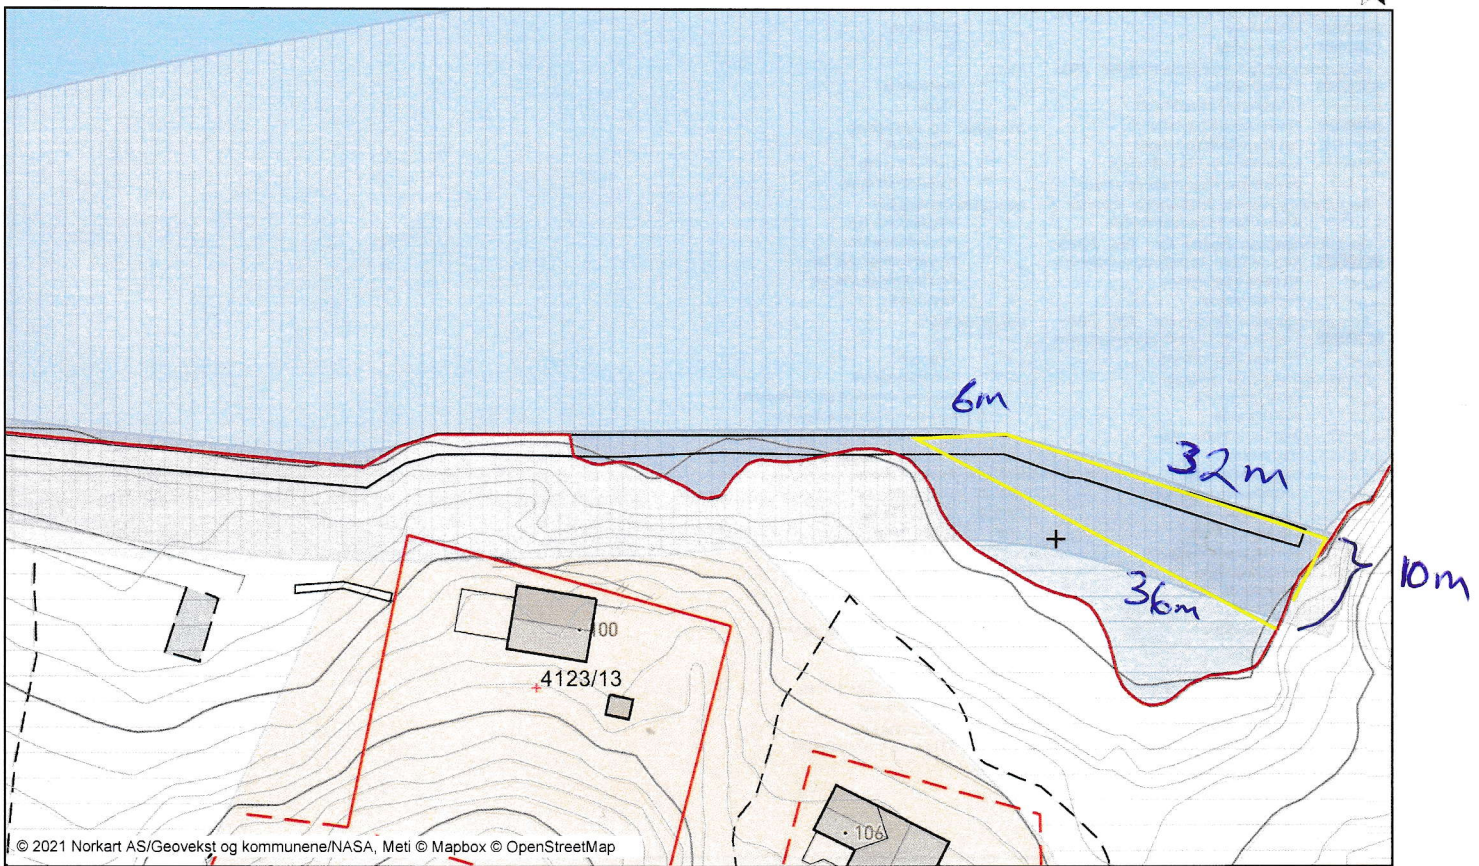 6m
32m
10m
36m
100
4123/13
106
© 2021 Norkart AS/Geovekst og kommunene/NASA, Meti © Mapbox © OpenStreetMap